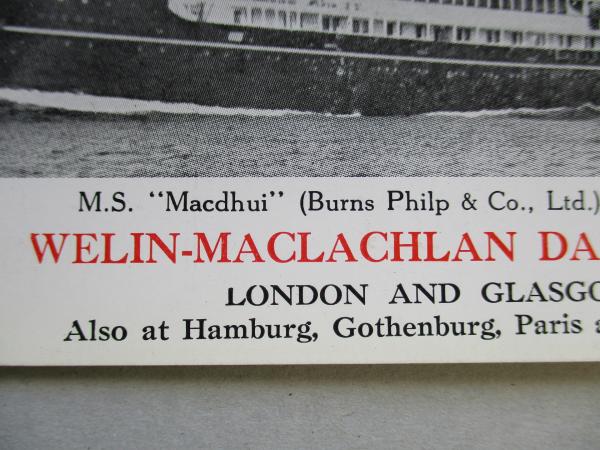 M.S. "Macdhui" (Burns Philp & Co., Ltd.)
WELIN-MACLACHLAN DA
LONDON AND GLASGO
Also at Hamburg, Gothenburg, Paris a